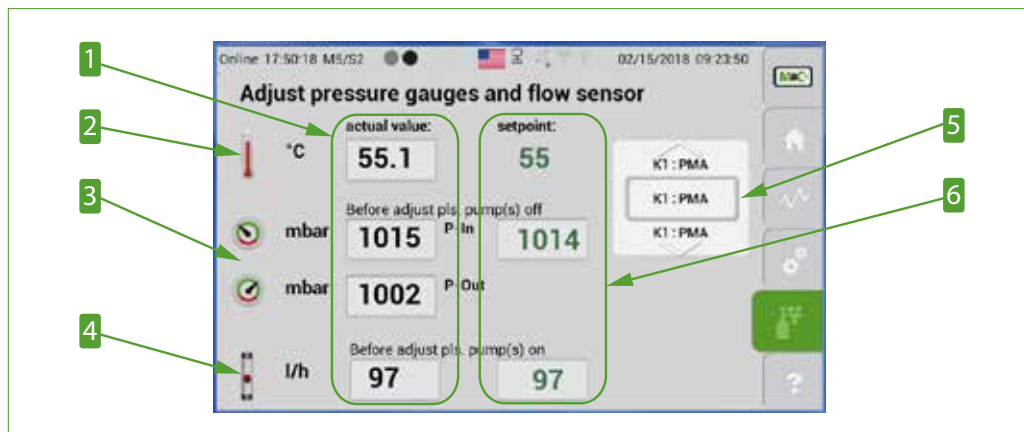 Online 17:50:18 M5/S2 02/15/2018 09:23:50
M&C
Adjust pressure gauges and flow sensor
actual value: setpoint:
°C 55.1 55
K1 : PMA
K1 : PMA
K1 : PMA
Before adjust pls. pump(s) off
mbar 1015 P-In 1014
mbar 1002 P-Out
Before adjust pls. pump(s) on
l/h 97 97
?
1
2
3
4
5
6